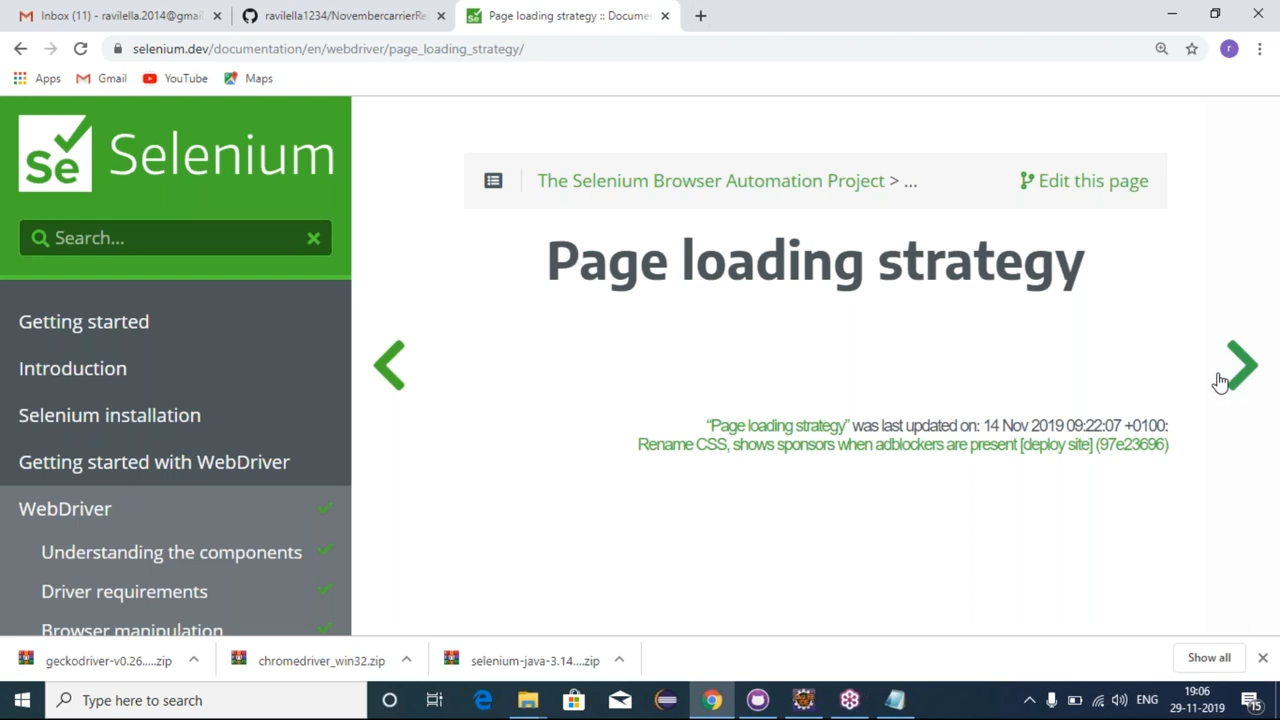 Inbox (11) - ravilella.2014@gmai
ravilella1234/NovembercarrierRe
Page loading strategy :: Docume
selenium.dev/documentation/en/webdriver/page_loading_strategy/
r
Apps
Gmail
YouTube
Maps
Se
Selenium
Search...
The Selenium Browser Automation Project > ...
Edit this page
Page loading strategy
Getting started
Introduction
Selenium installation
Getting started with WebDriver
WebDriver
Understanding the components
Driver requirements
Browser manipulation
“Page loading strategy” was last updated on: 14 Nov 2019 09:22:07 +0100:
Rename CSS, shows sponsors when adblockers are present [deploy site] (97e23696)
geckodriver-v0.26.....zip
chromedriver_win32.zip
selenium-java-3.14....zip
Show all
Type here to search
ENG
19:06
29-11-2019
15